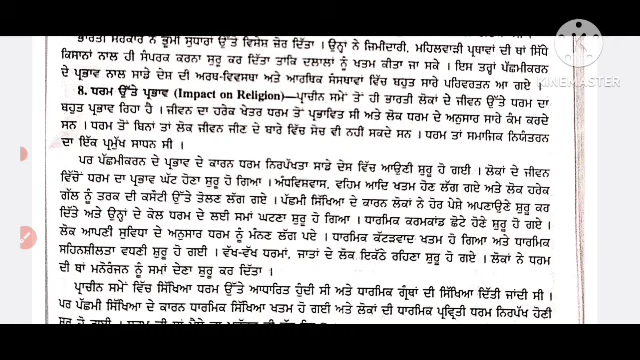 ਭਾਰਤੀ ਸਰਕਾਰ ਨੇ ਭੂਮੀ ਸੁਧਾਰਾਂ ਉੱਤੇ ਵਿਸੇਸ਼ ਜ਼ੋਰ ਦਿੱਤਾ । ਉਨ੍ਹਾਂ ਨੇ ਜ਼ਿਮੀਂਦਾਰੀ, ਮਹਿਲਵਾੜੀ ਪ੍ਰਥਾਵਾਂ ਦੀ ਥਾਂ ਸਿੱਧੇ
ਕਿਸਾਨਾਂ ਨਾਲ ਹੀ ਸੰਪਰਕ ਕਰਨਾ ਸ਼ੁਰੂ ਕਰ ਦਿੱਤਾ ਤਾਕਿ ਦਲਾਲਾਂ ਨੂੰ ਖ਼ਤਮ ਕੀਤਾ ਜਾ ਸਕੇ । ਇਸ ਤਰ੍ਹਾਂ ਪੱਛਮੀਕਰਨ
ਦੇ ਪ੍ਰਭਾਵ ਨਾਲ ਸਾਡੇ ਦੇਸ਼ ਦੀ ਅਰਥ-ਵਿਵਸਥਾ ਅਤੇ ਆਰਥਿਕ ਸੰਸਥਾਵਾਂ ਵਿੱਚ ਬਹੁਤ ਸਾਰੇ ਪਰਿਵਰਤਨ ਆ ਗਏ ।
KINEMASTER
8. ਧਰਮ ਉੱਤੇ ਪ੍ਰਭਾਵ (Impact on Religion)—ਪ੍ਰਾਚੀਨ ਸਮੇਂ ਤੋਂ ਹੀ ਭਾਰਤੀ ਲੋਕਾਂ ਦੇ ਜੀਵਨ ਉੱਤੇ ਧਰਮ ਦਾ
ਬਹੁਤ ਪ੍ਰਭਾਵ ਰਿਹਾ ਹੈ । ਜੀਵਨ ਦਾ ਹਰੇਕ ਖੇਤਰ ਧਰਮ ਤੋਂ ਪ੍ਰਭਾਵਿਤ ਸੀ ਅਤੇ ਲੋਕ ਧਰਮ ਦੇ ਅਨੁਸਾਰ ਸਾਰੇ ਕੰਮ ਕਰਦੇ
ਸਨ । ਧਰਮ ਤੋਂ ਬਿਨਾਂ ਤਾਂ ਲੋਕ ਜੀਵਨ ਜੀਣ ਦੇ ਬਾਰੇ ਵਿੱਚ ਸੋਚ ਵੀ ਨਹੀਂ ਸਕਦੇ ਸਨ । ਧਰਮ ਤਾਂ ਸਮਾਜਿਕ ਨਿਯੰਤਰਨ
ਦਾ ਇੱਕ ਪ੍ਰਮੁੱਖ ਸਾਧਨ ਸੀ ।
ਪਰ ਪੱਛਮੀਕਰਨ ਦੇ ਪ੍ਰਭਾਵ ਦੇ ਕਾਰਨ ਧਰਮ ਨਿਰਪੱਖਤਾ ਸਾਡੇ ਦੇਸ ਵਿੱਚ ਆਉਣੀ ਸ਼ੁਰੂ ਹੋ ਗਈ । ਲੋਕਾਂ ਦੇ ਜੀਵਨ
ਵਿੱਚੋਂ ਧਰਮ ਦਾ ਪ੍ਰਭਾਵ ਘੱਟ ਹੋਣਾ ਸ਼ੁਰੂ ਹੋ ਗਿਆ । ਅੰਧਵਿਸ਼ਵਾਸ, ਵਹਿਮ ਆਦਿ ਖ਼ਤਮ ਹੋਣ ਲੱਗ ਗਏ ਅਤੇ ਲੋਕ ਹਰੇਕ
ਗੱਲ ਨੂੰ ਤਰਕ ਦੀ ਕਸੌਟੀ ਉੱਤੇ ਤੋਲਣ ਲੱਗ ਗਏ । ਪੱਛਮੀ ਸਿੱਖਿਆ ਦੇ ਕਾਰਨ ਲੋਕਾਂ ਨੇ ਹੋਰ ਪੇਸ਼ੇ ਅਪਣਾਉਣੇ ਸ਼ੁਰੂ ਕਰ
ਦਿੱਤੇ ਅਤੇ ਉਨ੍ਹਾਂ ਦੇ ਕੋਲ ਧਰਮ ਦੇ ਲਈ ਸਮਾਂ ਘਟਣਾ ਸ਼ੁਰੂ ਹੋ ਗਿਆ । ਧਾਰਮਿਕ ਕਰਮਕਾਂਡ ਛੋਟੇ ਹੋਣੇ ਸ਼ੁਰੂ ਹੋ ਗਏ ।
ਲੋਕ ਆਪਣੀ ਸੁਵਿਧਾ ਦੇ ਅਨੁਸਾਰ ਧਰਮ ਨੂੰ ਮੰਨਣ ਲੱਗ ਪਏ । ਧਾਰਮਿਕ ਕੱਟੜਵਾਦ ਖ਼ਤਮ ਹੋ ਗਿਆ ਅਤੇ ਧਾਰਮਿਕ
ਸਹਿਨਸ਼ੀਲਤਾ ਵਧਣੀ ਸ਼ੁਰੂ ਹੋ ਗਈ । ਵੱਖ-ਵੱਖ ਧਰਮਾਂ, ਜਾਤਾਂ ਦੇ ਲੋਕ ਇਕੱਠੇ ਰਹਿਣਾ ਸ਼ੁਰੂ ਹੋ ਗਏ । ਲੋਕਾਂ ਨੇ ਧਰਮ
ਦੀ ਥਾਂ ਮਨੋਰੰਜਨ ਨੂੰ ਸਮਾਂ ਦੇਣਾ ਸ਼ੁਰੂ ਕਰ ਦਿੱਤਾ ।
ਪ੍ਰਾਚੀਨ ਸਮੇਂ ਵਿੱਚ ਸਿੱਖਿਆ ਧਰਮ ਉੱਤੇ ਆਧਾਰਿਤ ਹੁੰਦੀ ਸੀ ਅਤੇ ਧਾਰਮਿਕ ਗ੍ਰੰਥਾਂ ਦੀ ਸਿੱਖਿਆ ਦਿੱਤੀ ਜਾਂਦੀ ਸੀ ।
ਪਰ ਪੱਛਮੀ ਸਿੱਖਿਆ ਦੇ ਕਾਰਨ ਧਾਰਮਿਕ ਸਿੱਖਿਆ ਖ਼ਤਮ ਹੋ ਗਈ ਅਤੇ ਲੋਕਾਂ ਦੀ ਧਾਰਮਿਕ ਪ੍ਰਵ੍ਰਿਤੀ ਧਰਮ ਨਿਰਪੱਖ ਹੋਣੀ